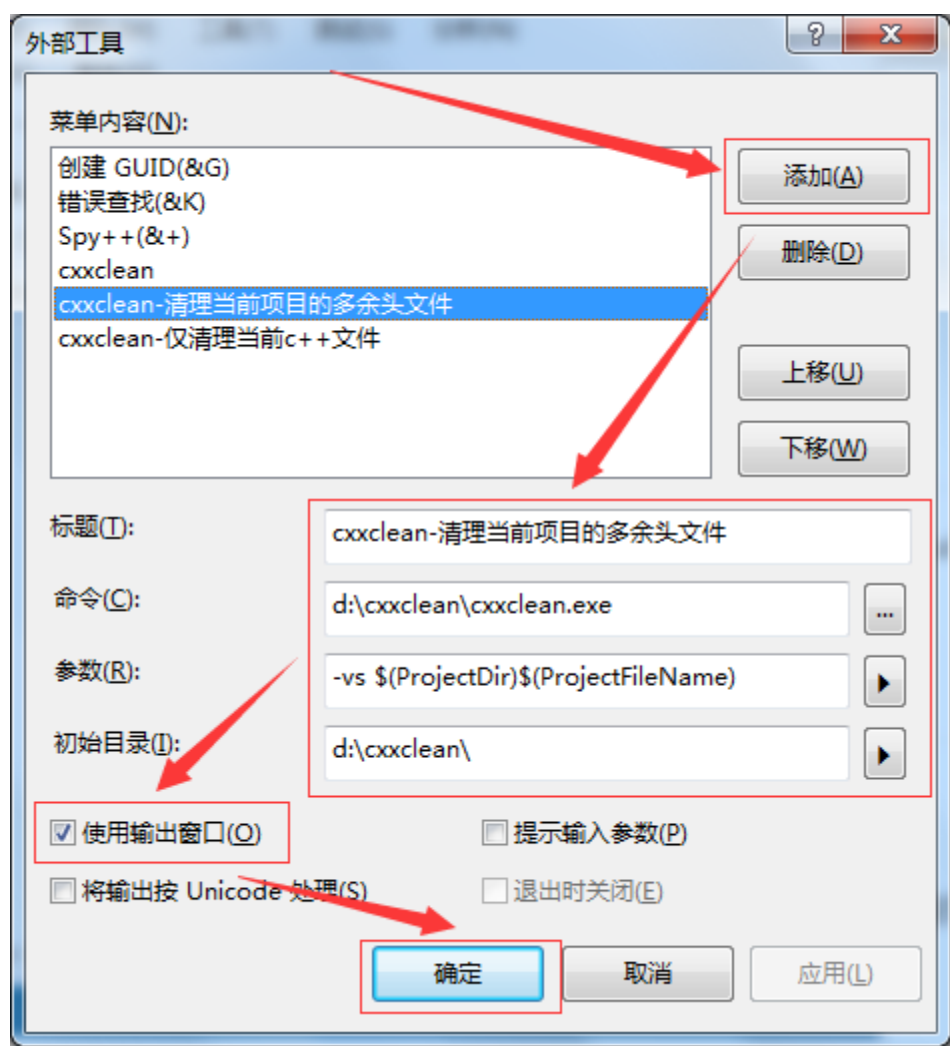 外部工具
菜单内容(N):
创建 GUID(&G)
错误查找(&K)
Spy++(&+)
cxxclean
cxxclean-清理当前项目的多余头文件
cxxclean-仅清理当前c++文件
添加(A)
删除(D)
上移(U)
下移(W)
标题(T):
cxxclean-清理当前项目的多余头文件
命令(C):
d:\cxxclean\cxxclean.exe
...
参数(R):
-vs $(ProjectDir)$(ProjectFileName)
初始目录(I):
d:\cxxclean\
使用输出窗口(O)
提示输入参数(P)
将输出按 Unicode 处理(S)
退出时关闭(E)
确定
取消
应用(L)